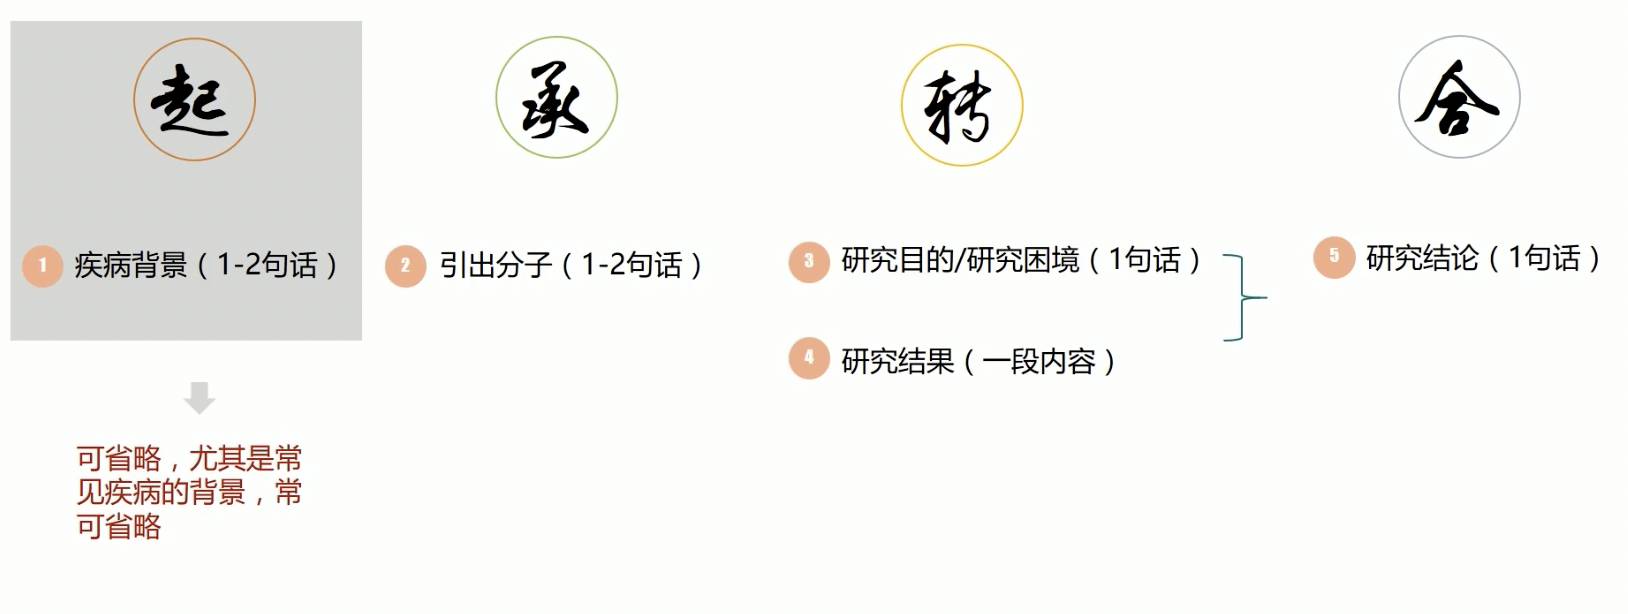 起
承
转
合
1 疾病背景（1-2句话）
2 引出分子（1-2句话）
3 研究目的/研究困境（1句话）
4 研究结果（一段内容）
5 研究结论（1句话）
可省略，尤其是常
见疾病的背景，常
可省略